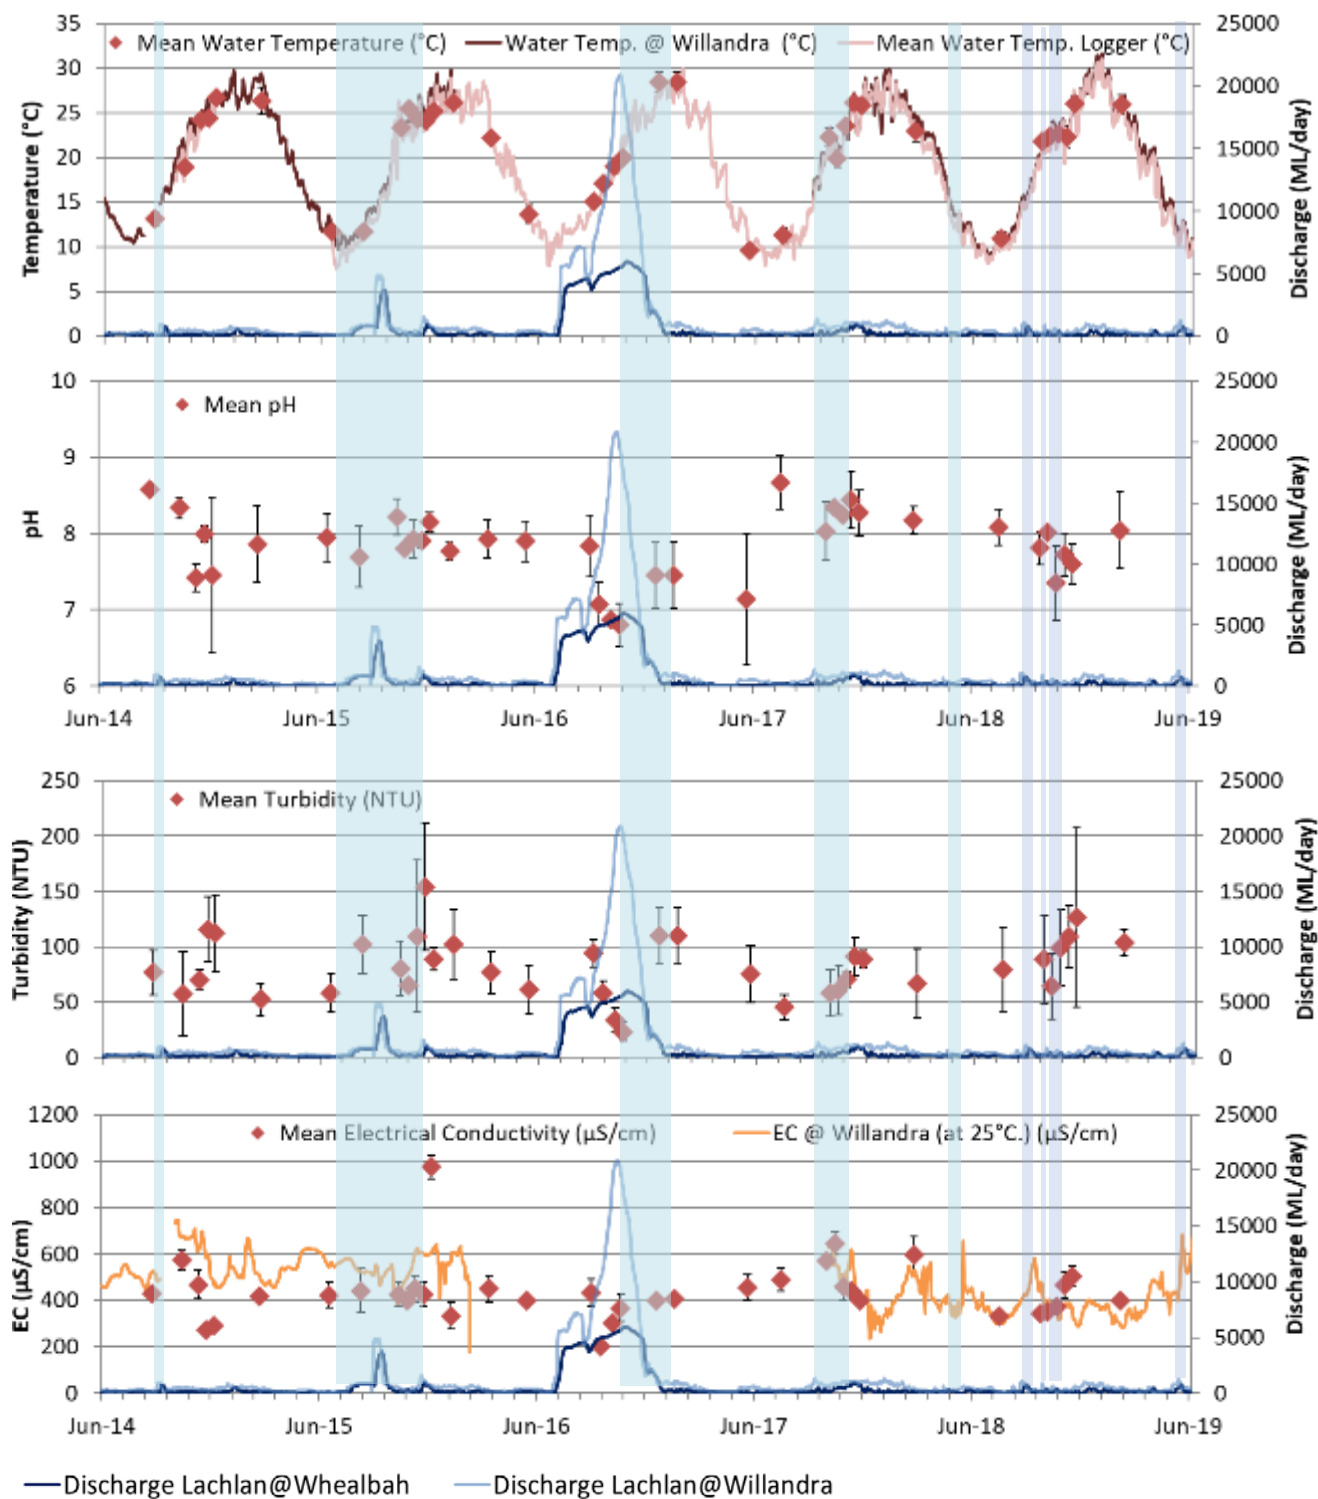 35 25000
Mean Water Temperature (°C) Water Temp. @ Willandra (°C) Mean Water Temp. Logger (°C)
30 20000
25
20 15000
15 10000
10
5 5000
0 0
Temperature (°C)
Discharge (ML/day)
10 25000
Mean pH
9 20000
8 15000
10000
7 5000
6 0
pH
Discharge (ML/day)
Jun-14 Jun-15 Jun-16 Jun-17 Jun-18 Jun-19
250 25000
Mean Turbidity (NTU)
200 20000
150 15000
100 10000
50 5000
0 0
Turbidity (NTU)
Discharge (ML/day)
1200 25000
Mean Electrical Conductivity (µS/cm) EC @ Willandra (at 25°C.) (µS/cm)
1000 20000
800 15000
600
400 10000
200 5000
0 0
EC (µS/cm)
Discharge (ML/day)
Jun-14 Jun-15 Jun-16 Jun-17 Jun-18 Jun-19
Discharge Lachlan@Whealbah Discharge Lachlan@Willandra